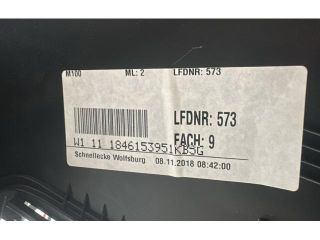 M100 ML: 2 LFDNR: 573
LFDNR: 573
FACH: 9
W1 11 1846153951KBJG
Schnellecke Wolfsburg 08.11.2018 08:42:00